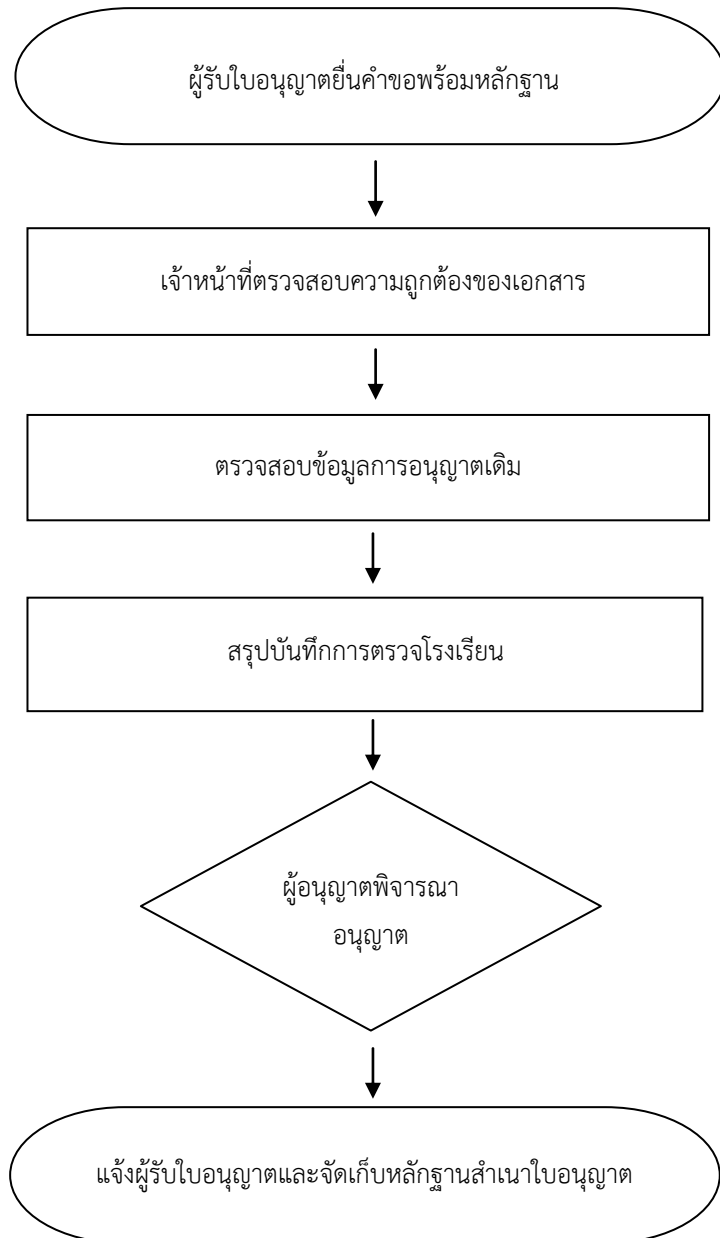 ผู้รับใบอนุญาตยื่นคำขอพร้อมหลักฐาน
เจ้าหน้าที่ตรวจสอบความถูกต้องของเอกสาร
ตรวจสอบข้อมูลการอนุญาตเดิม
สรุปบันทึกการตรวจโรงเรียน
ผู้อนุญาตพิจารณา
อนุญาต
แจ้งผู้รับใบอนุญาตและจัดเก็บหลักฐานสำเนาใบอนุญาต